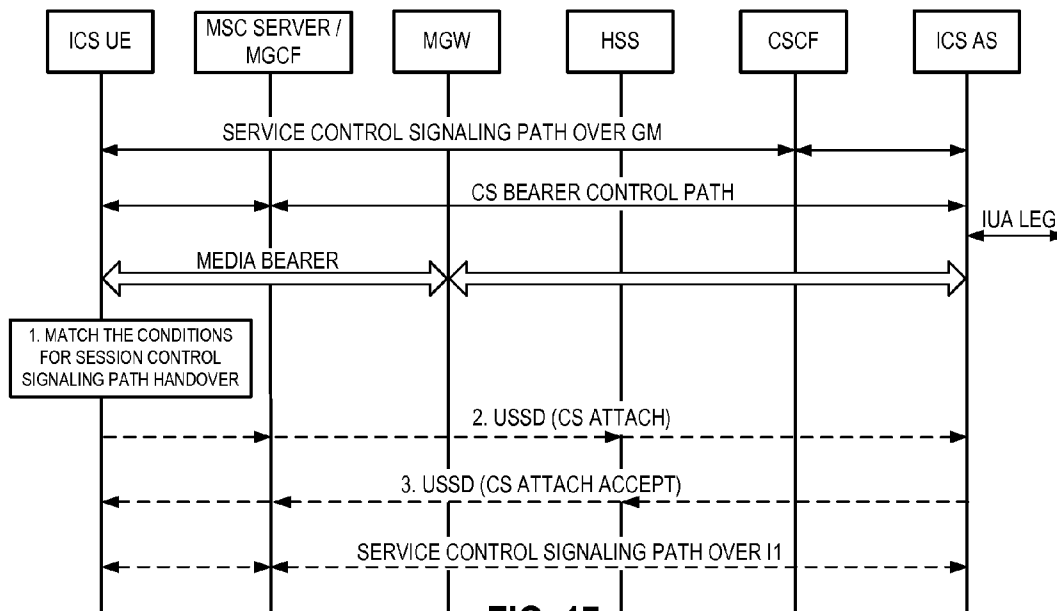 ICS UE
MSC SERVER /
MGCF
MGW
HSS
CSCF
ICS AS
SERVICE CONTROL SIGNALING PATH OVER GM
CS BEARER CONTROL PATH
IUA LEG
MEDIA BEARER
1. MATCH THE CONDITIONS
FOR SESSION CONTROL
SIGNALING PATH HANDOVER
2. USSD (CS ATTACH)
3. USSD (CS ATTACH ACCEPT)
SERVICE CONTROL SIGNALING PATH OVER I1